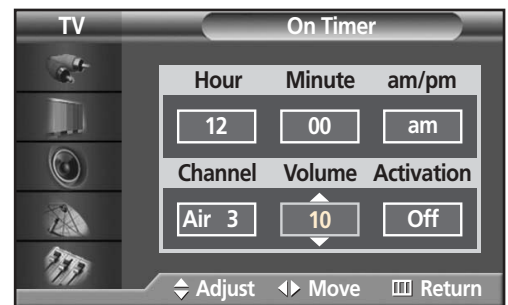 TV On Timer
Hour Minute am/pm
12 00 am
Channel Volume Activation
Air 3 10 Off
Adjust Move Return